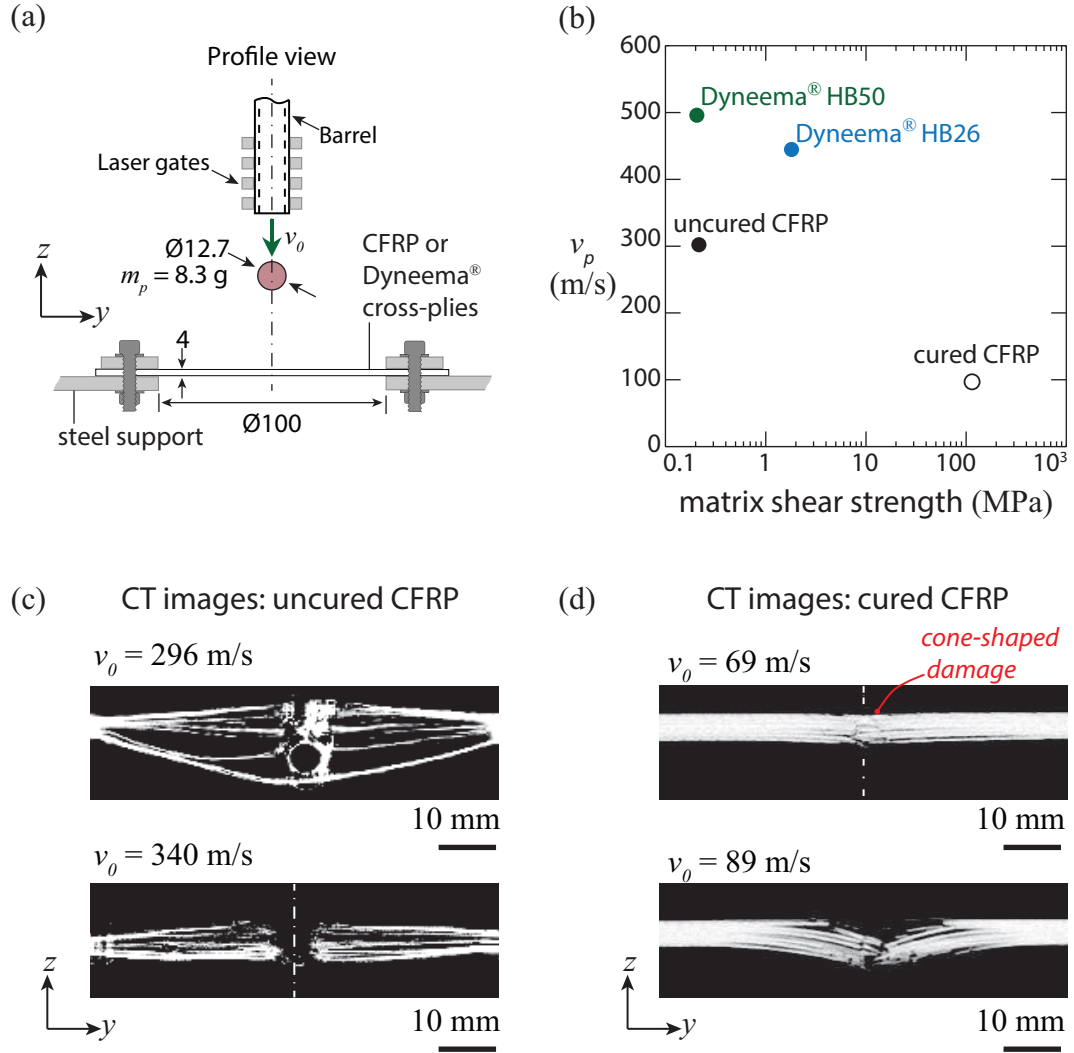 (a)
Profile view
Barrel
Laser gates
v0
Ø12.7
mp = 8.3 g
CFRP or
Dyneema®
cross-plies
z
y
4
Ø100
steel support
(b)
600
500
400
300
200
100
0
vp
(m/s)
Dyneema® HB50
Dyneema® HB26
uncured CFRP
cured CFRP
0.1
1
10
100
10³
matrix shear strength (MPa)
(c)
CT images: uncured CFRP
v0 = 296 m/s
10 mm
v0 = 340 m/s
z
y
10 mm
(d)
CT images: cured CFRP
cone-shaped
damage
v0 = 69 m/s
10 mm
v0 = 89 m/s
z
y
10 mm